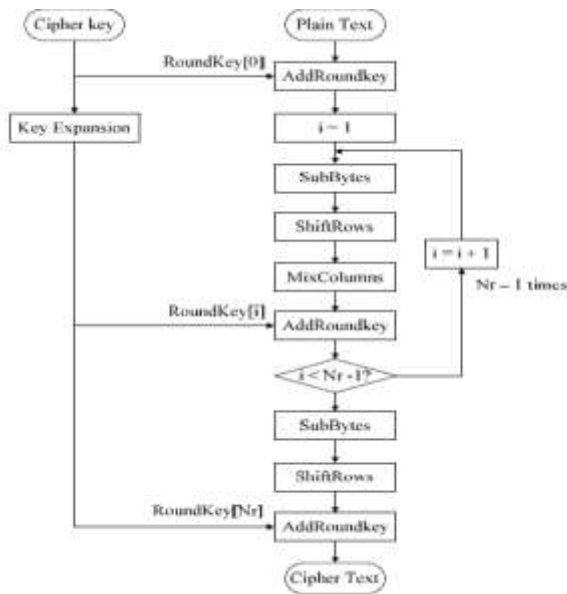 Cipher key
Plain Text
RoundKey[0]
AddRoundkey
Key Expansion
i = 1
SubBytes
ShiftRows
i = i + 1
MixColumns
Nr – 1 times
RoundKey[i]
AddRoundkey
i < Nr -1?
SubBytes
ShiftRows
RoundKey[Nr]
AddRoundkey
Cipher Text